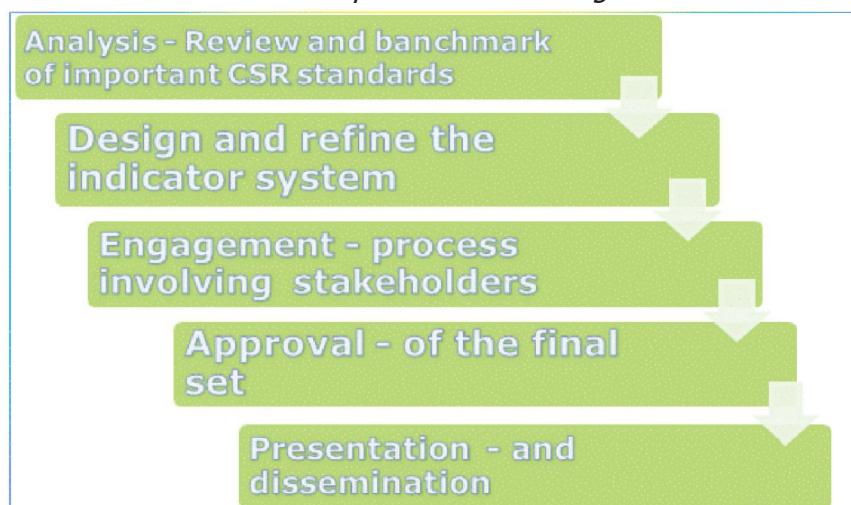 Analysis - Review and banchmark
of important CSR standards
Design and refine the
indicator system
Engagement - process
involving stakeholders
Approval - of the final
set
Presentation - and
dissemination